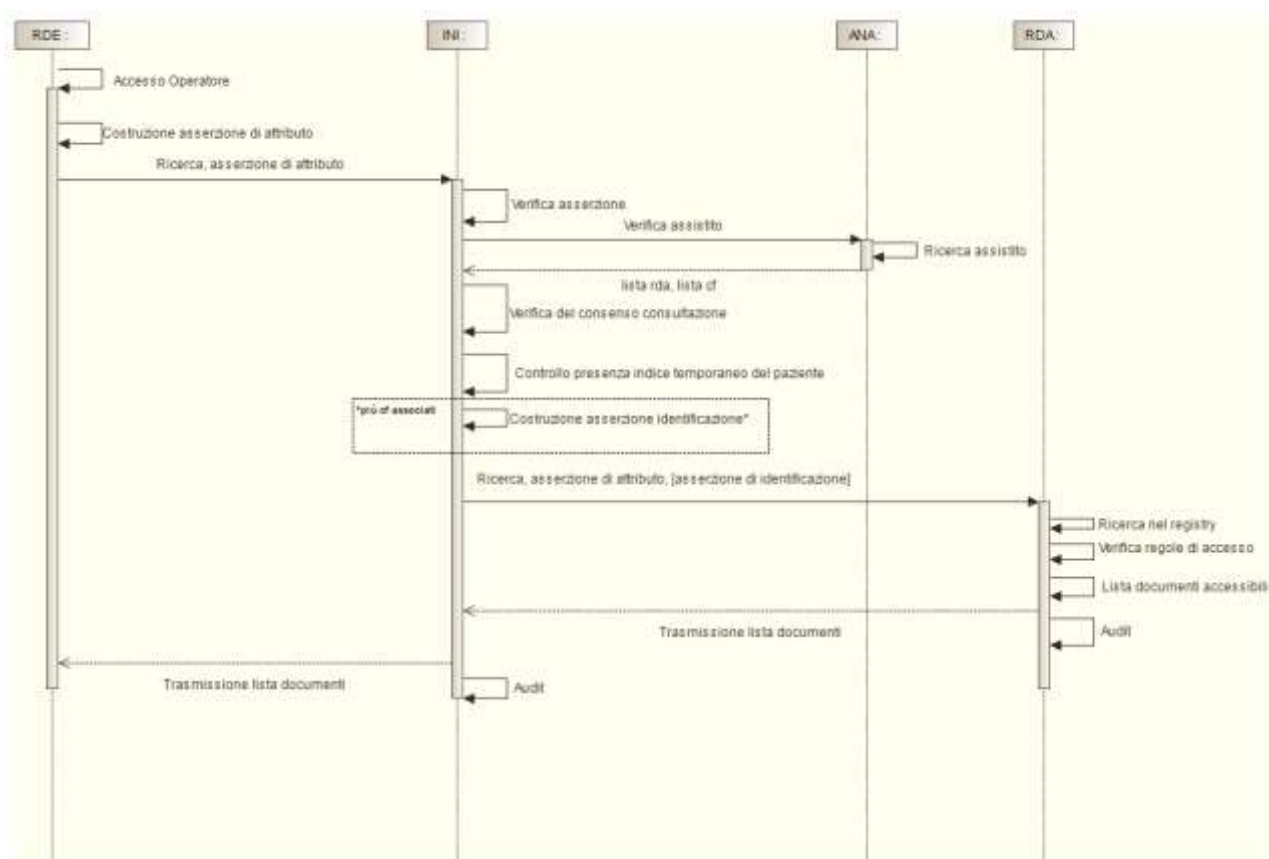 RDE :
INI :
ANA:
RDA:
Accesso Operatore
Costruzione asserzione di attributo
Ricerca, asserzione di attributo
Verifica asserzione
Verifica assistito
Ricerca assistito
lista rda, lista cf
Verifica del consenso consultazione
Controllo presenza indice temporaneo del paziente
*più cf associati
Costruzione asserzione identificazione*
Ricerca, asserzione di attributo, [asserzione di identificazione]
Ricerca nel registry
Verifica regole di accesso
Lista documenti accessibili
Trasmissione lista documenti
Audit
Trasmissione lista documenti
Audit